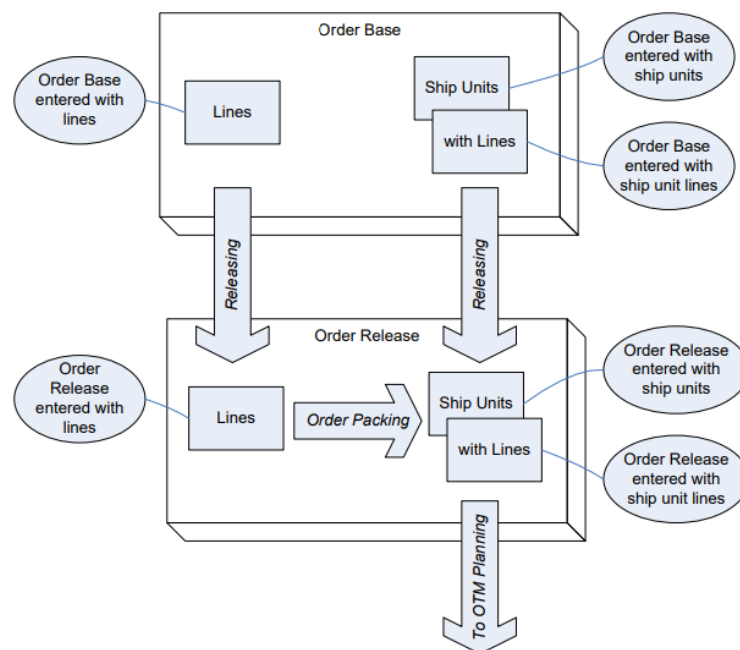 Order Base
Order Base
entered with
lines
Lines
Ship Units
with Lines
Order Base
entered with
ship units
Order Base
entered with
ship unit lines
Releasing
Releasing
Order Release
Order
Release
entered with
lines
Lines
Order Packing
Ship Units
with Lines
Order Release
entered with
ship units
Order Release
entered with
ship unit lines
To OTM Planning